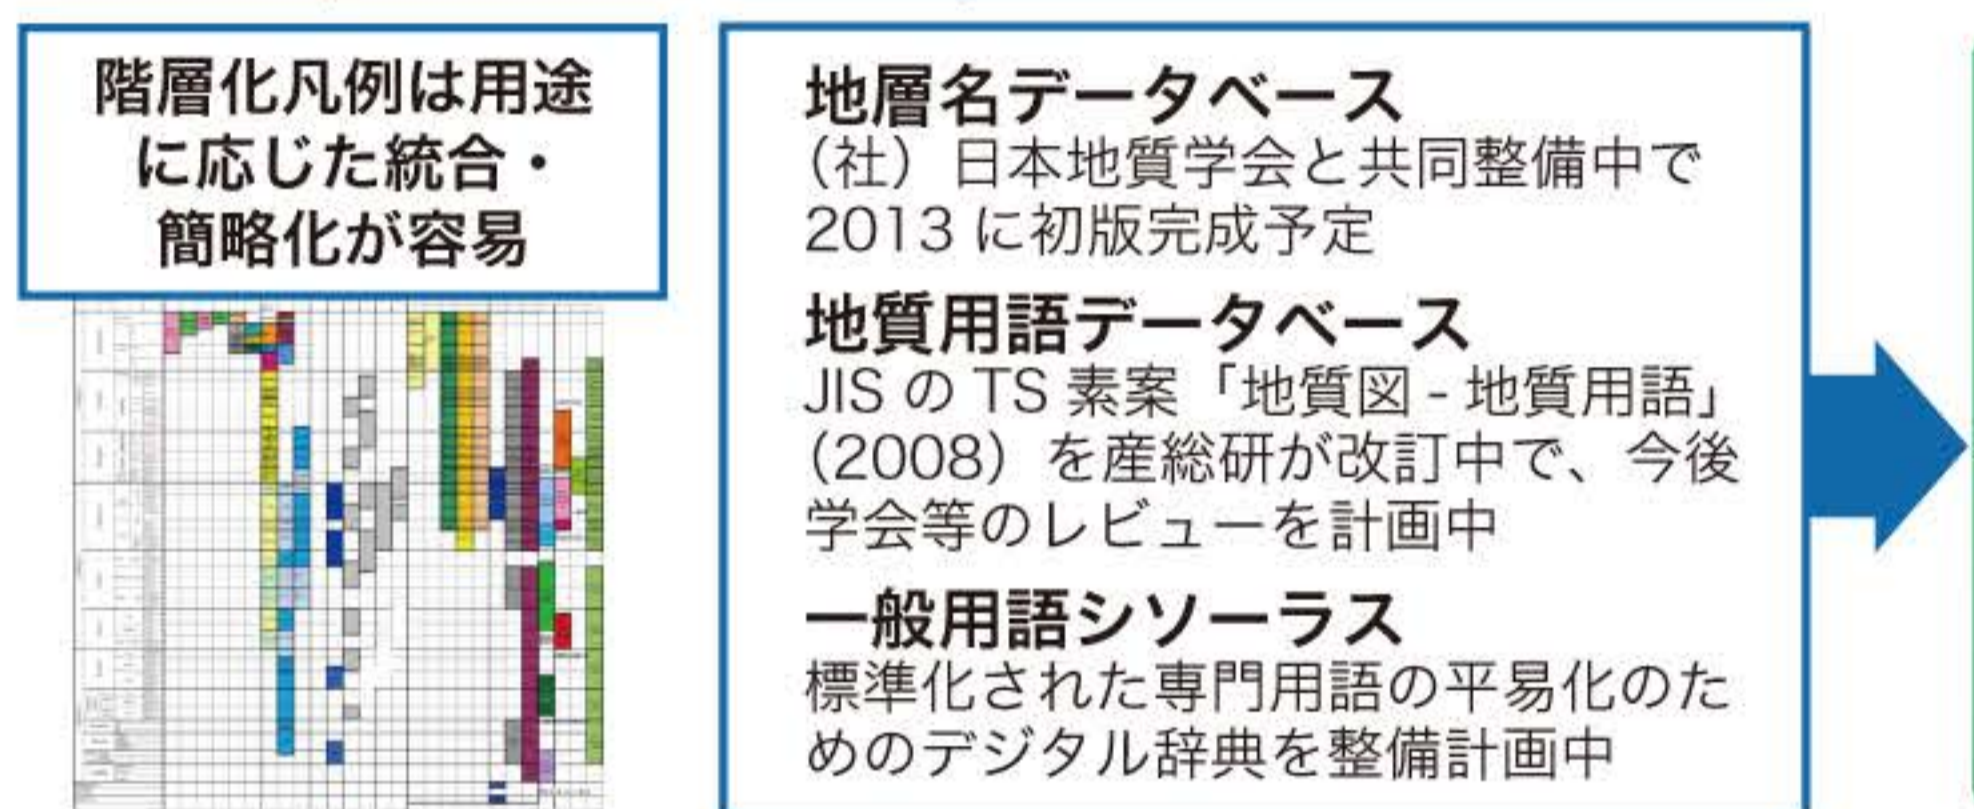 階層化凡例は用途
に応じた統合・
簡略化が容易
地層名データベース
（社）日本地質学会と共同整備中で
2013 に初版完成予定
地質用語データベース
JIS の TS 素案「地質図 - 地質用語」
（2008）を産総研が改訂中で、今後
学会等のレビューを計画中
一般用語シソーラス
標準化された専門用語の平易化のた
めのデジタル辞典を整備計画中